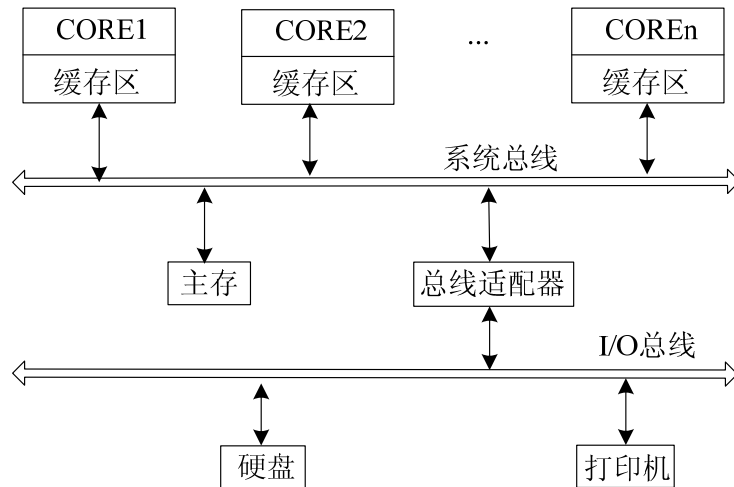 CORE1
缓存区
CORE2
缓存区
...
COREn
缓存区
系统总线
主存
总线适配器
I/O总线
硬盘
打印机